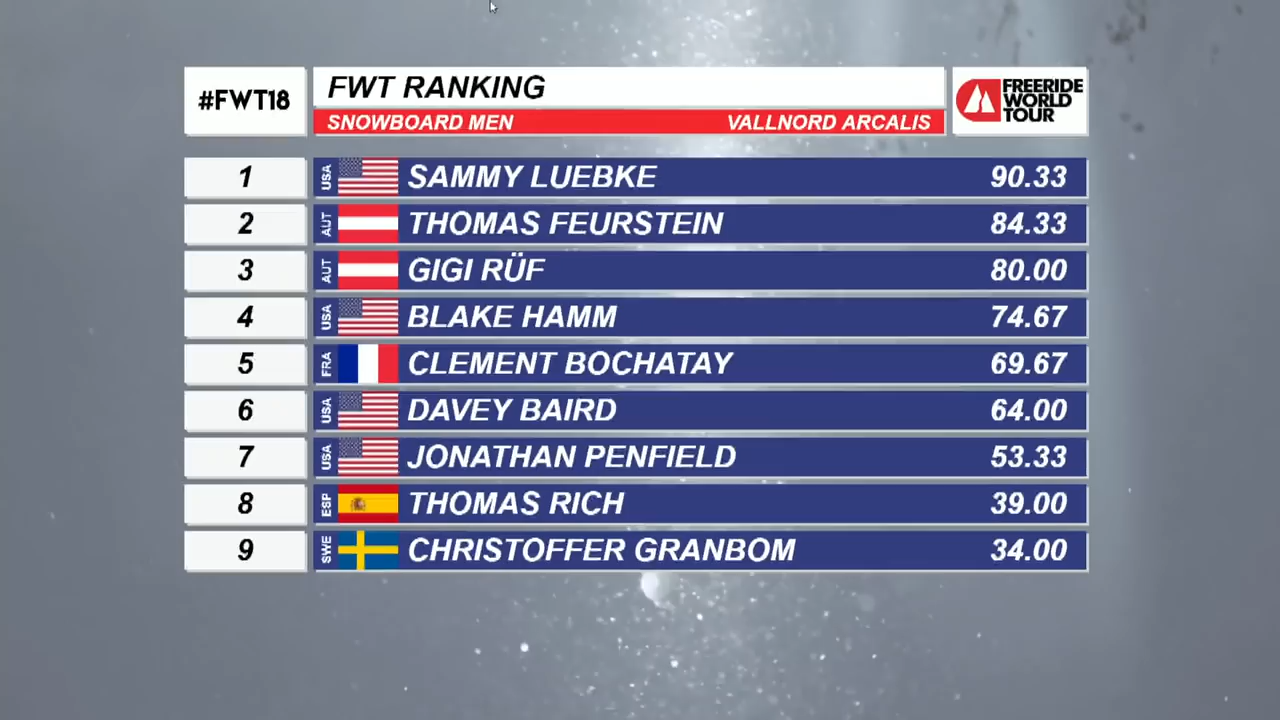 #FWT18
FWT RANKING
SNOWBOARD MEN VALLNORD ARCALIS
FREERIDE
WORLD
TOUR
1 USA SAMMY LUEBKE 90.33
2 AUT THOMAS FEURSTEIN 84.33
3 AUT GIGI RÜF 80.00
4 USA BLAKE HAMM 74.67
5 FRA CLEMENT BOCHATAY 69.67
6 USA DAVEY BAIRD 64.00
7 USA JONATHAN PENFIELD 53.33
8 ESP THOMAS RICH 39.00
9 SWE CHRISTOFFER GRANBOM 34.00